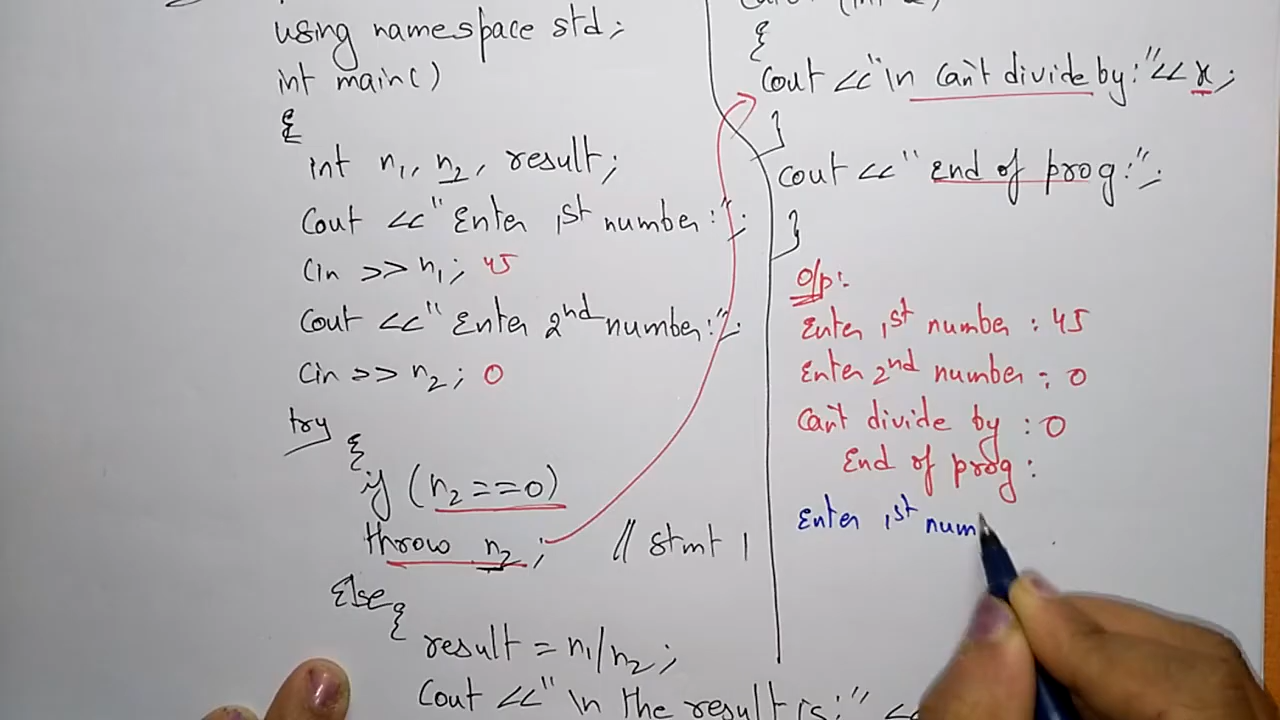 using namespace std;
int main()
{
int n1, n2, result;
Cout <<"Enter 1st number:";
Cin >> n1; 45
Cout <<"Enter 2nd number:";
Cin >> n2; 0
try
{
if (n2==0)
throw n2; // Stmt 1
Else
{
result = n1/n2;
Cout <<"\n The result is:" <<
{
Cout <<"\n Can't divide by:"<< x;
}
Cout <<"End of prog:";
}
O/p:
Enter 1st number : 45
Enter 2nd number : 0
Can't divide by : 0
End of prog:
Enter 1st num